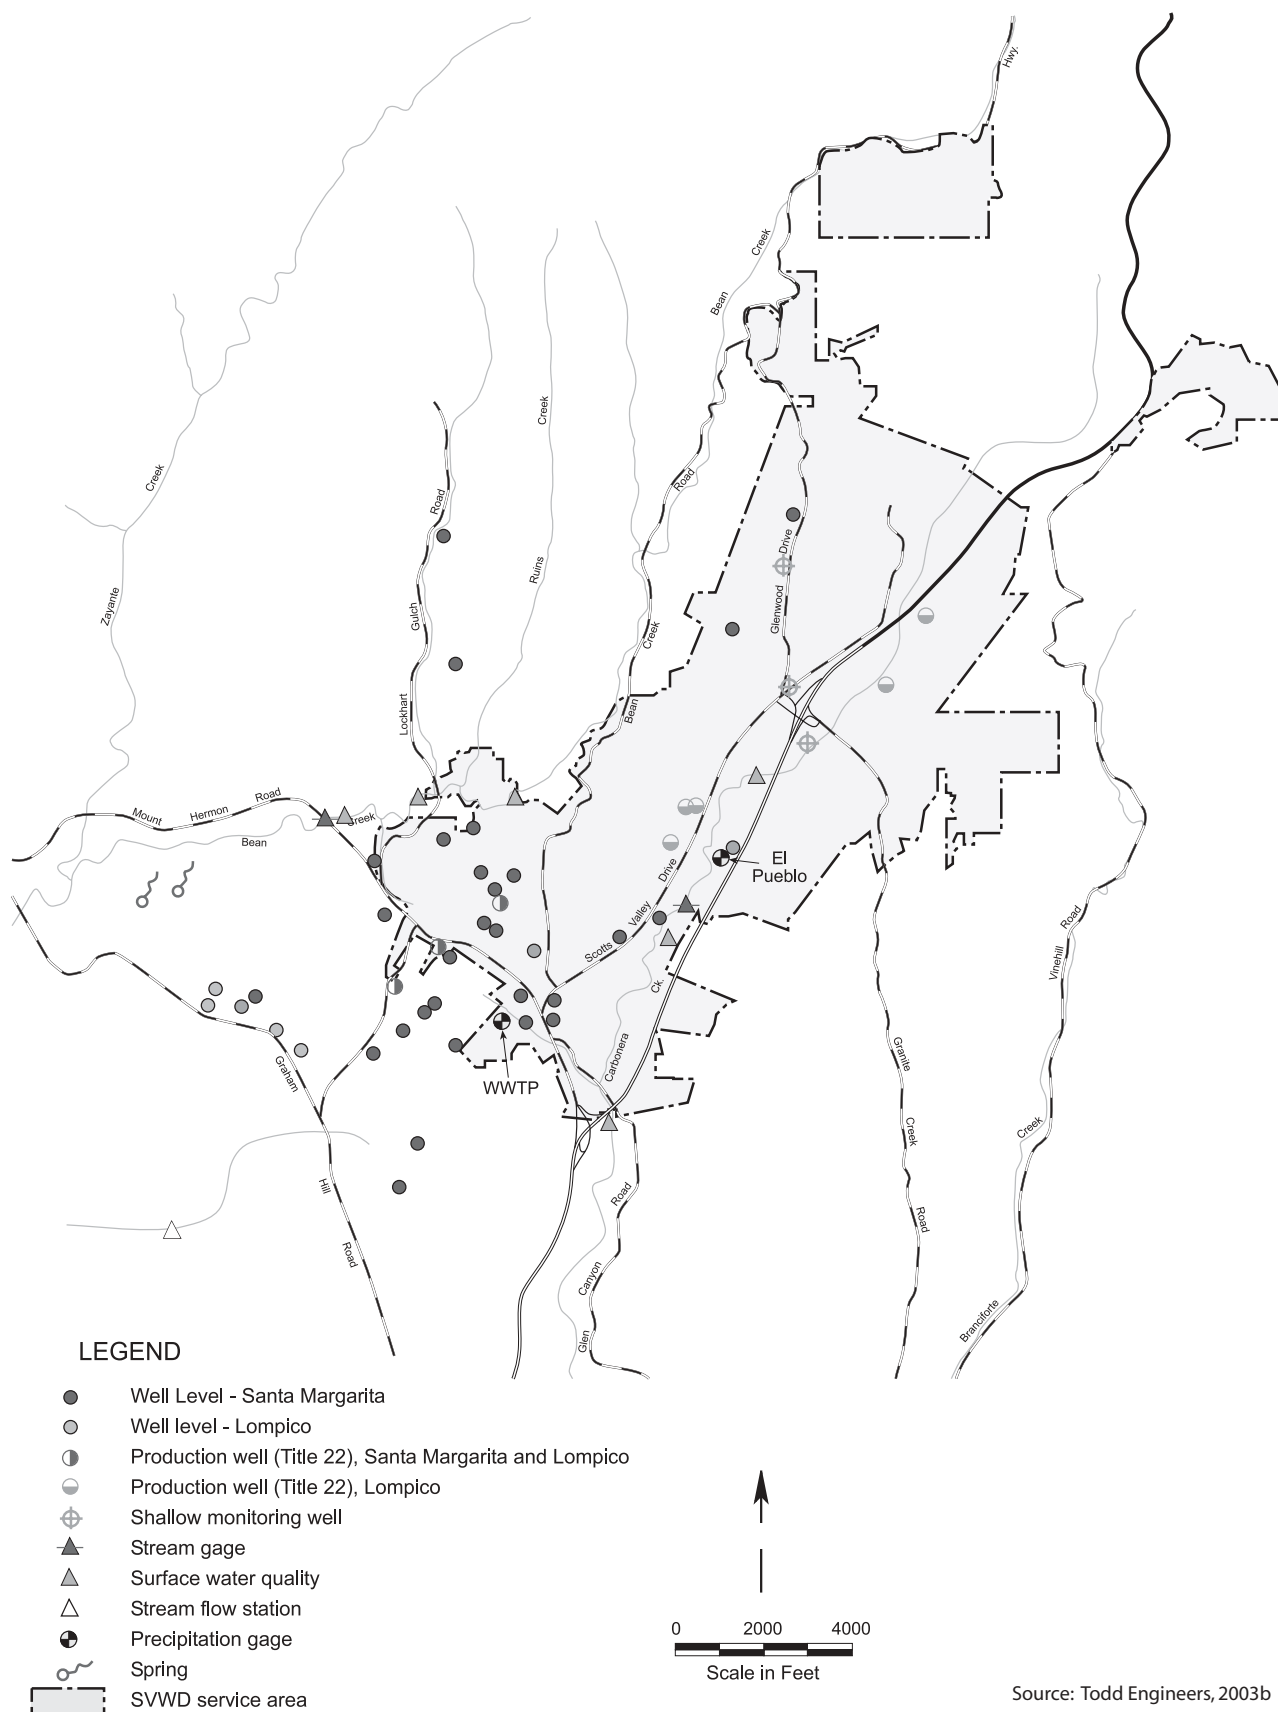 Hwy.
Creek
Bean
Creek
Creek
Road
Road
Drive
Ruins
Zayante
Gulch
Glenwood
Creek
Lockhart
Bean
Mount
Hermon
Road
Creek
Bean
El
Pueblo
Drive
Valley
Scotts
Road
Vinehill
Ck.
Carbonera
Granite
WWTP
Graham
Creek
Creek
Hill
Road
Road
Road
Canyon
Glen
Branciforte
LEGEND
Well Level - Santa Margarita
Well level - Lompico
Production well (Title 22), Santa Margarita and Lompico
Production well (Title 22), Lompico
Shallow monitoring well
Stream gage
Surface water quality
Stream flow station
Precipitation gage
Spring
SVWD service area
0 2000 4000
Scale in Feet
Source: Todd Engineers, 2003b